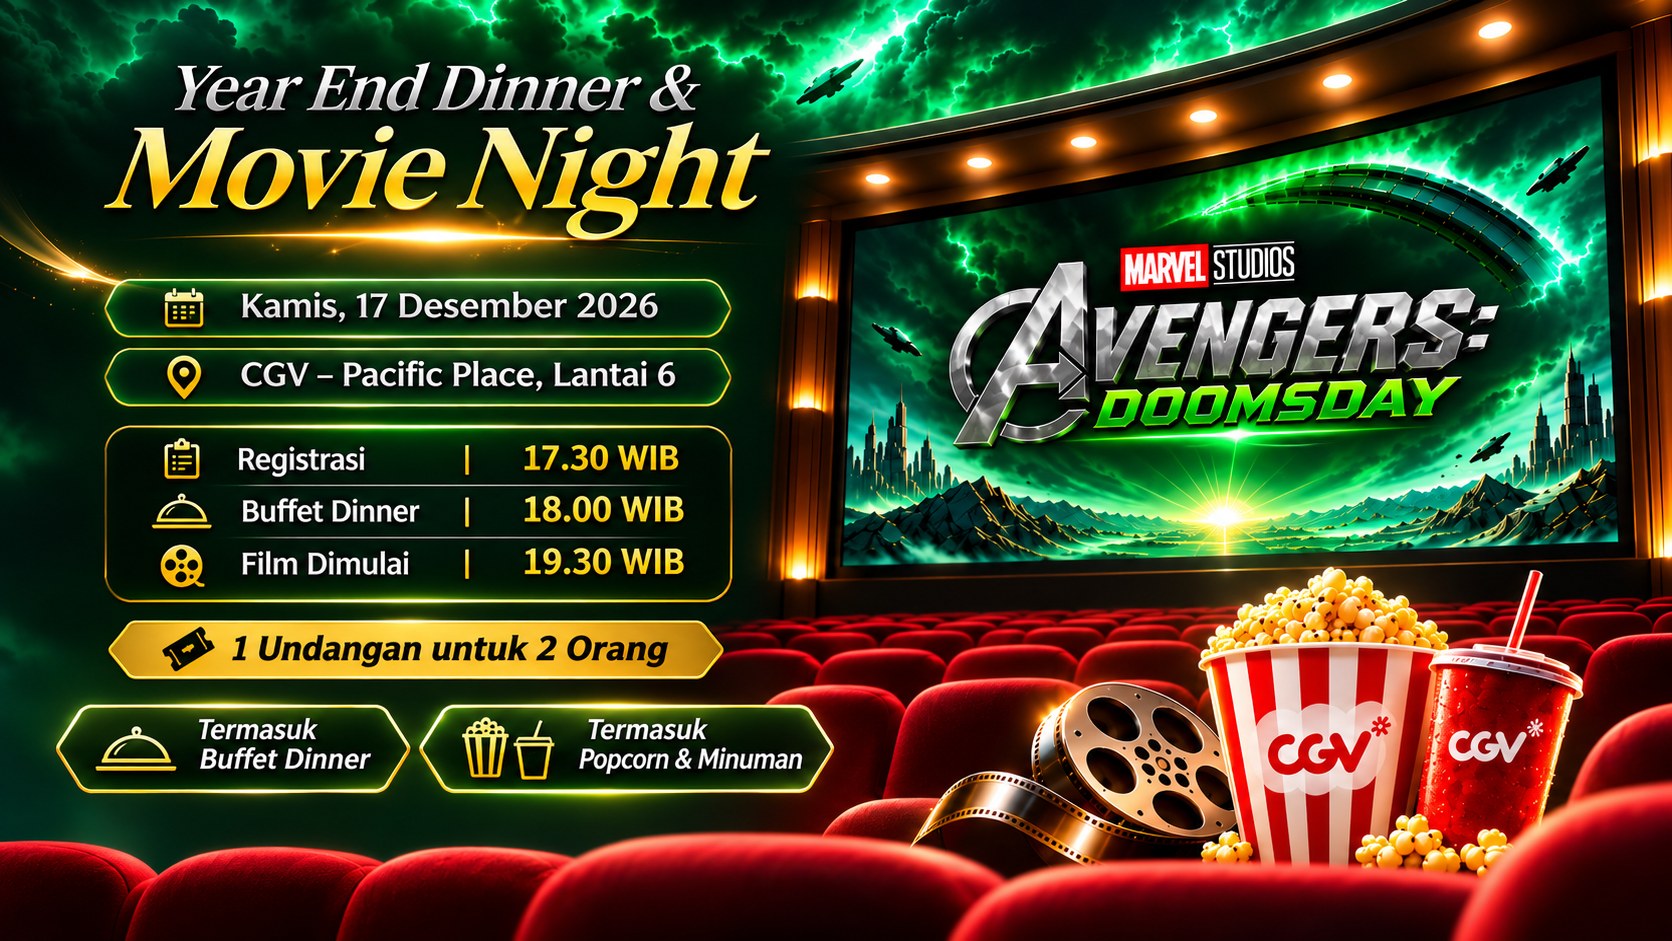 Year End Dinner &
Movie Night
Kamis, 17 Desember 2026
CGV – Pacific Place, Lantai 6
Registrasi | 17.30 WIB
Buffet Dinner | 18.00 WIB
Film Dimulai | 19.30 WIB
1 Undangan untuk 2 Orang
Termasuk
Buffet Dinner
Termasuk
Popcorn & Minuman
MARVEL STUDIOS
AVENGERS:
DOOMSDAY
CGV*
CGV*